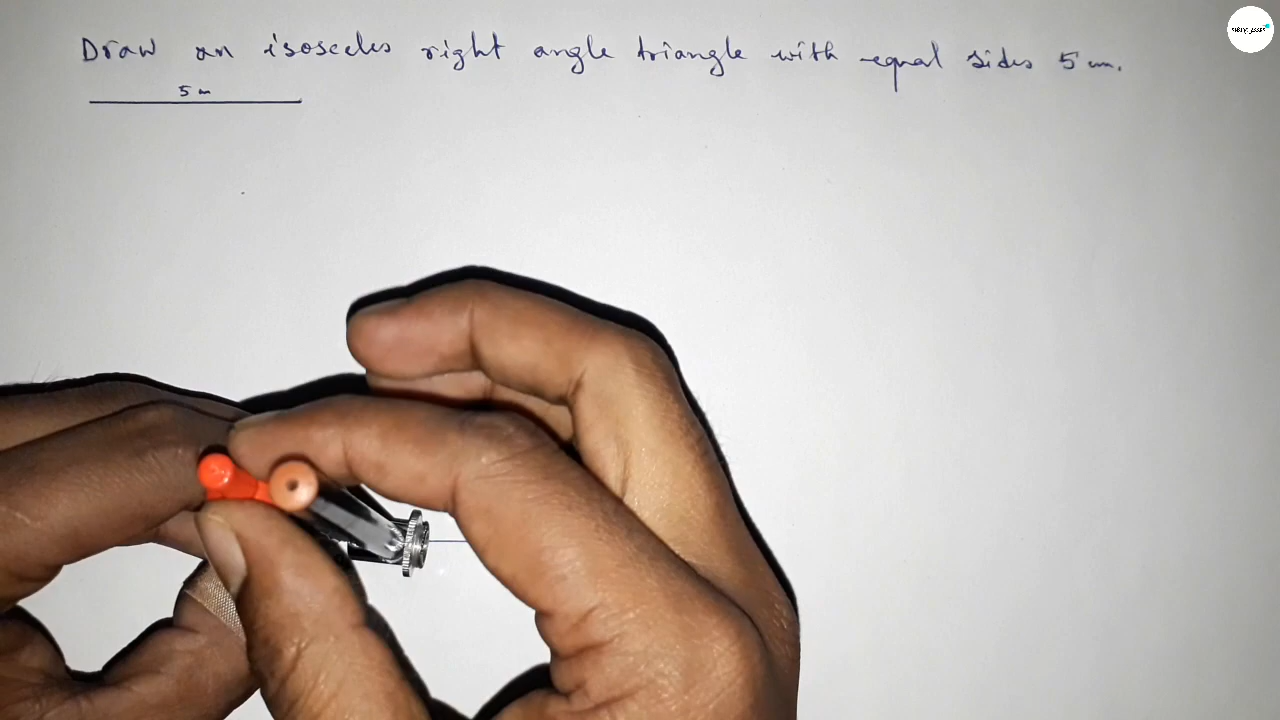 Draw an isosceles right angle triangle with equal sides 5 cm.
5 cm